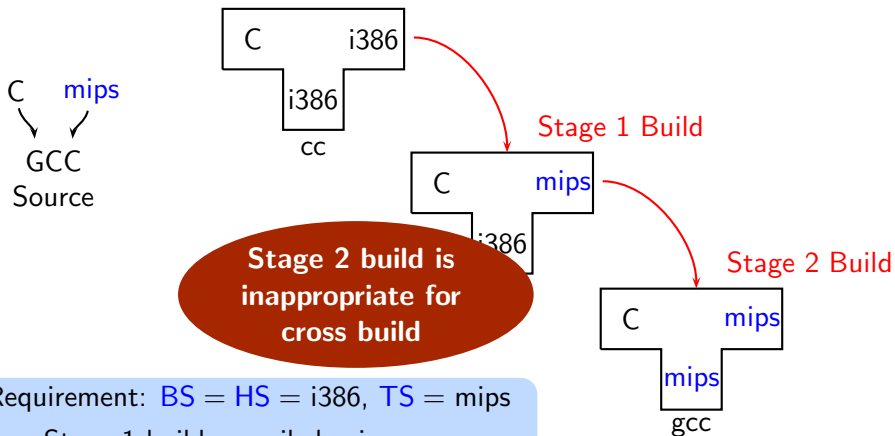 C i386
i386
cc
C mips
GCC
Source
Stage 1 Build
C mips
i386
Stage 2 build is
inappropriate for
cross build
Stage 2 Build
C mips
mips
gcc
Requirement: BS = HS = i386, TS = mips